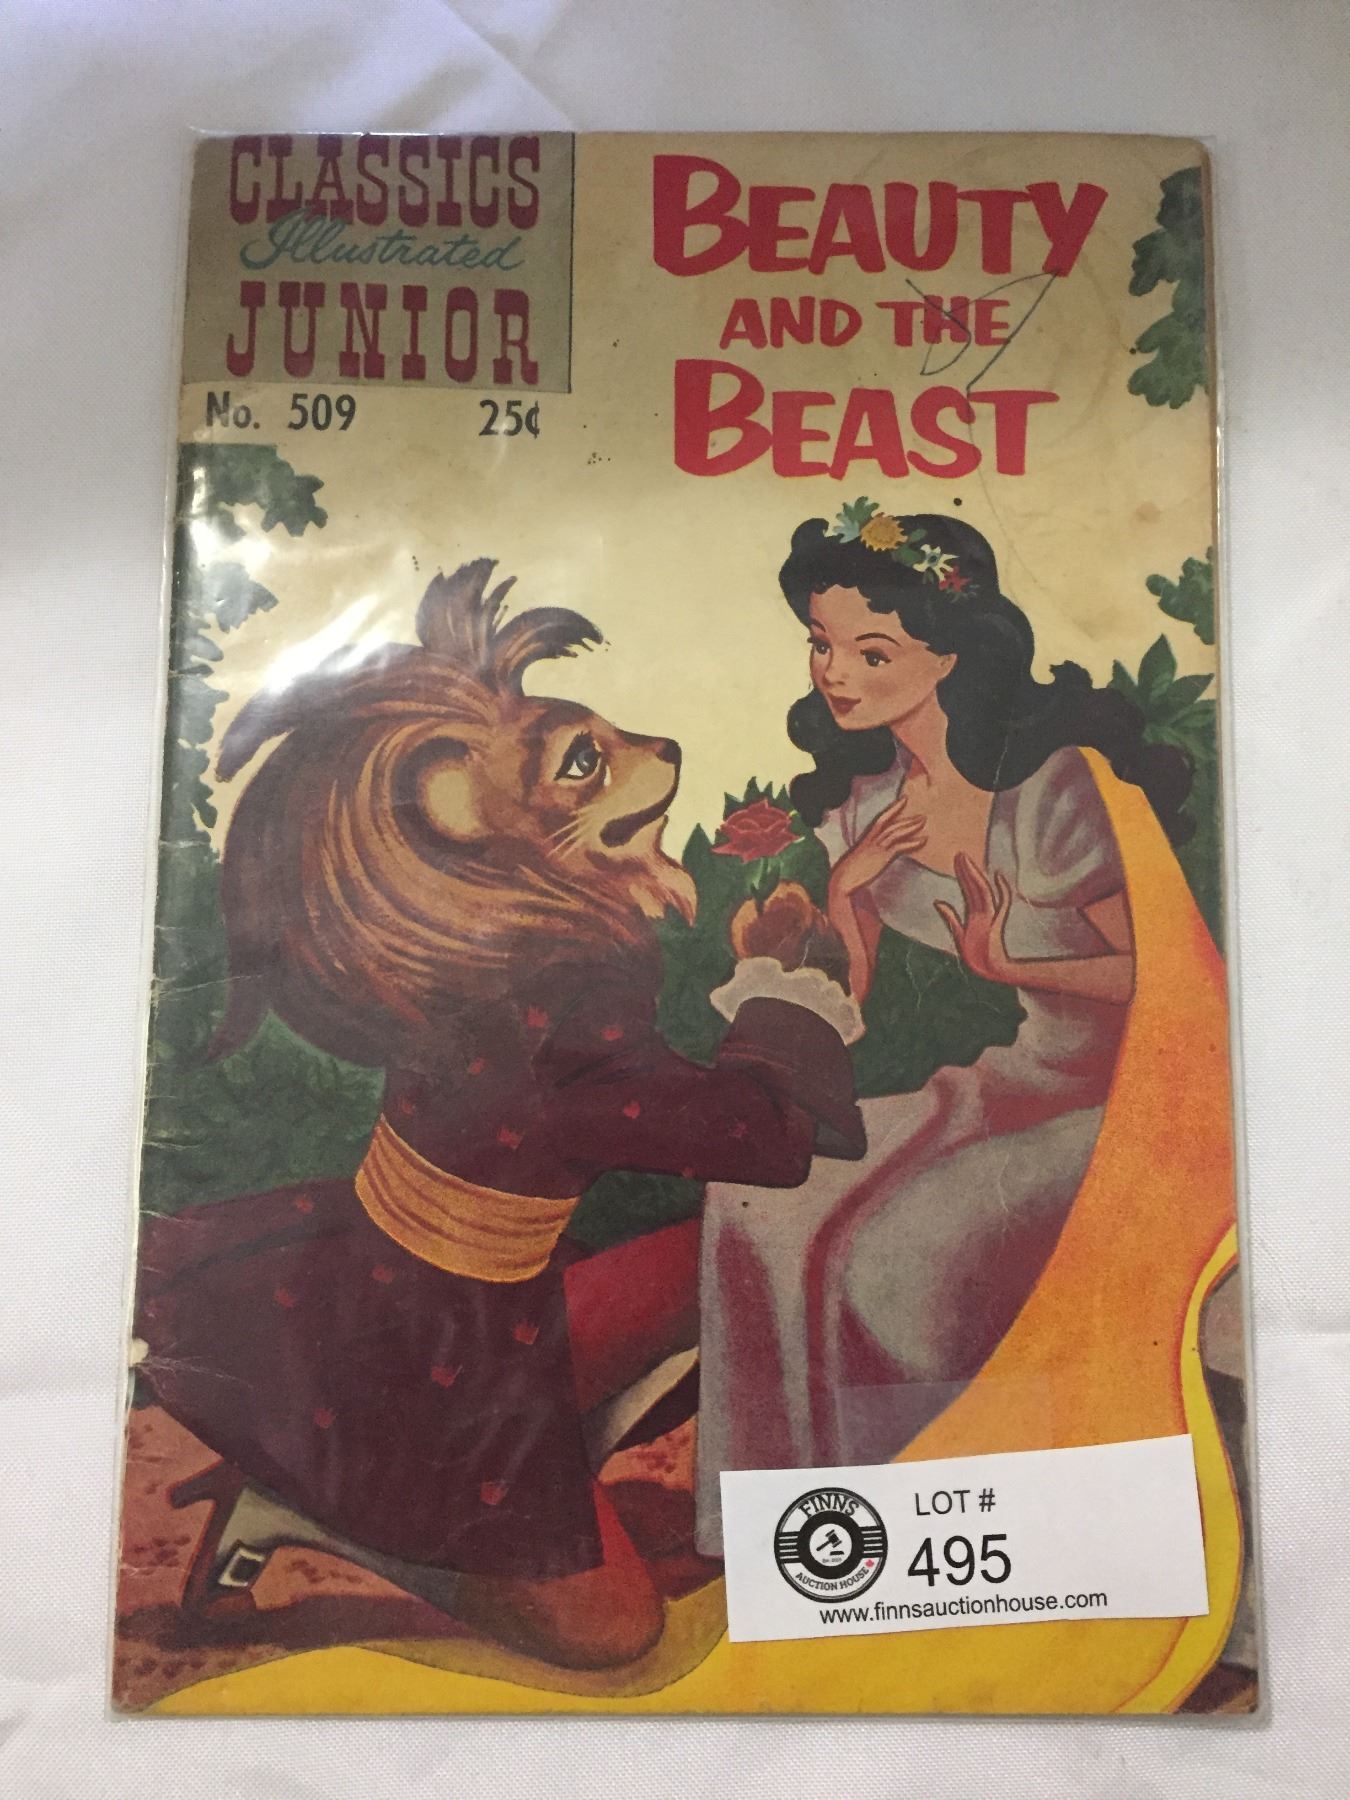 CLASSICS
Illustrated
JUNIOR
No. 509 25¢
BEAUTY
AND THE
BEAST
FINNS
AUCTION HOUSE
LOT #
495
www.finnsauctionhouse.com